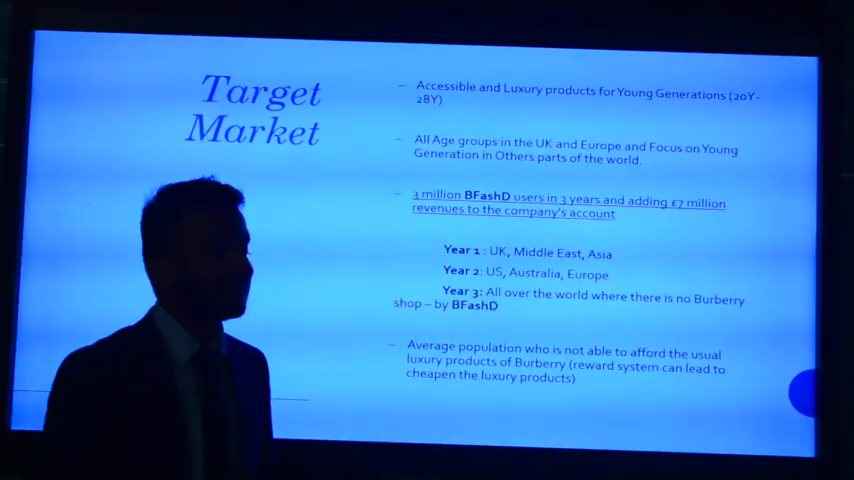 Target
Market
– Accessible and Luxury products for Young Generations (20Y-
28Y)
– All Age groups in the UK and Europe and Focus on Young
Generation in Others parts of the world.
– 3 million BFashD users in 3 years and adding £7 million
revenues to the company's account
Year 1 : UK, Middle East, Asia
Year 2: US, Australia, Europe
Year 3: All over the world where there is no Burberry
shop – by BFashD
– Average population who is not able to afford the usual
luxury products of Burberry (reward system can lead to
cheapen the luxury products)